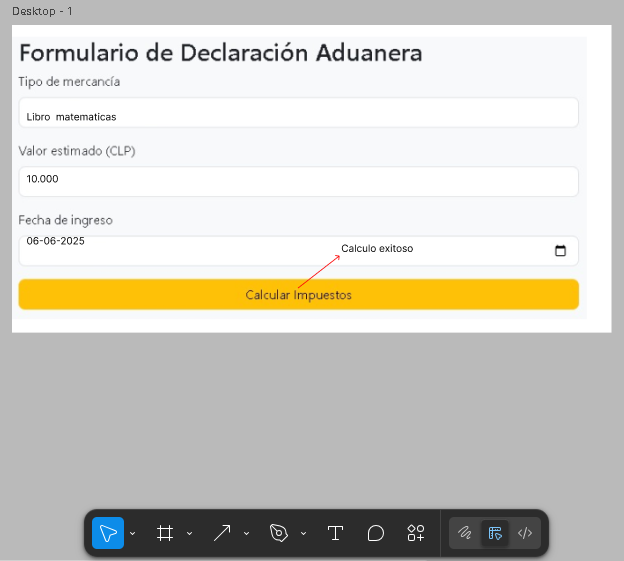 Desktop - 1
Formulario de Declaración Aduanera
Tipo de mercancía
Libro matematicas
Valor estimado (CLP)
10.000
Fecha de ingreso
06-06-2025
Calculo exitoso
Calcular Impuestos